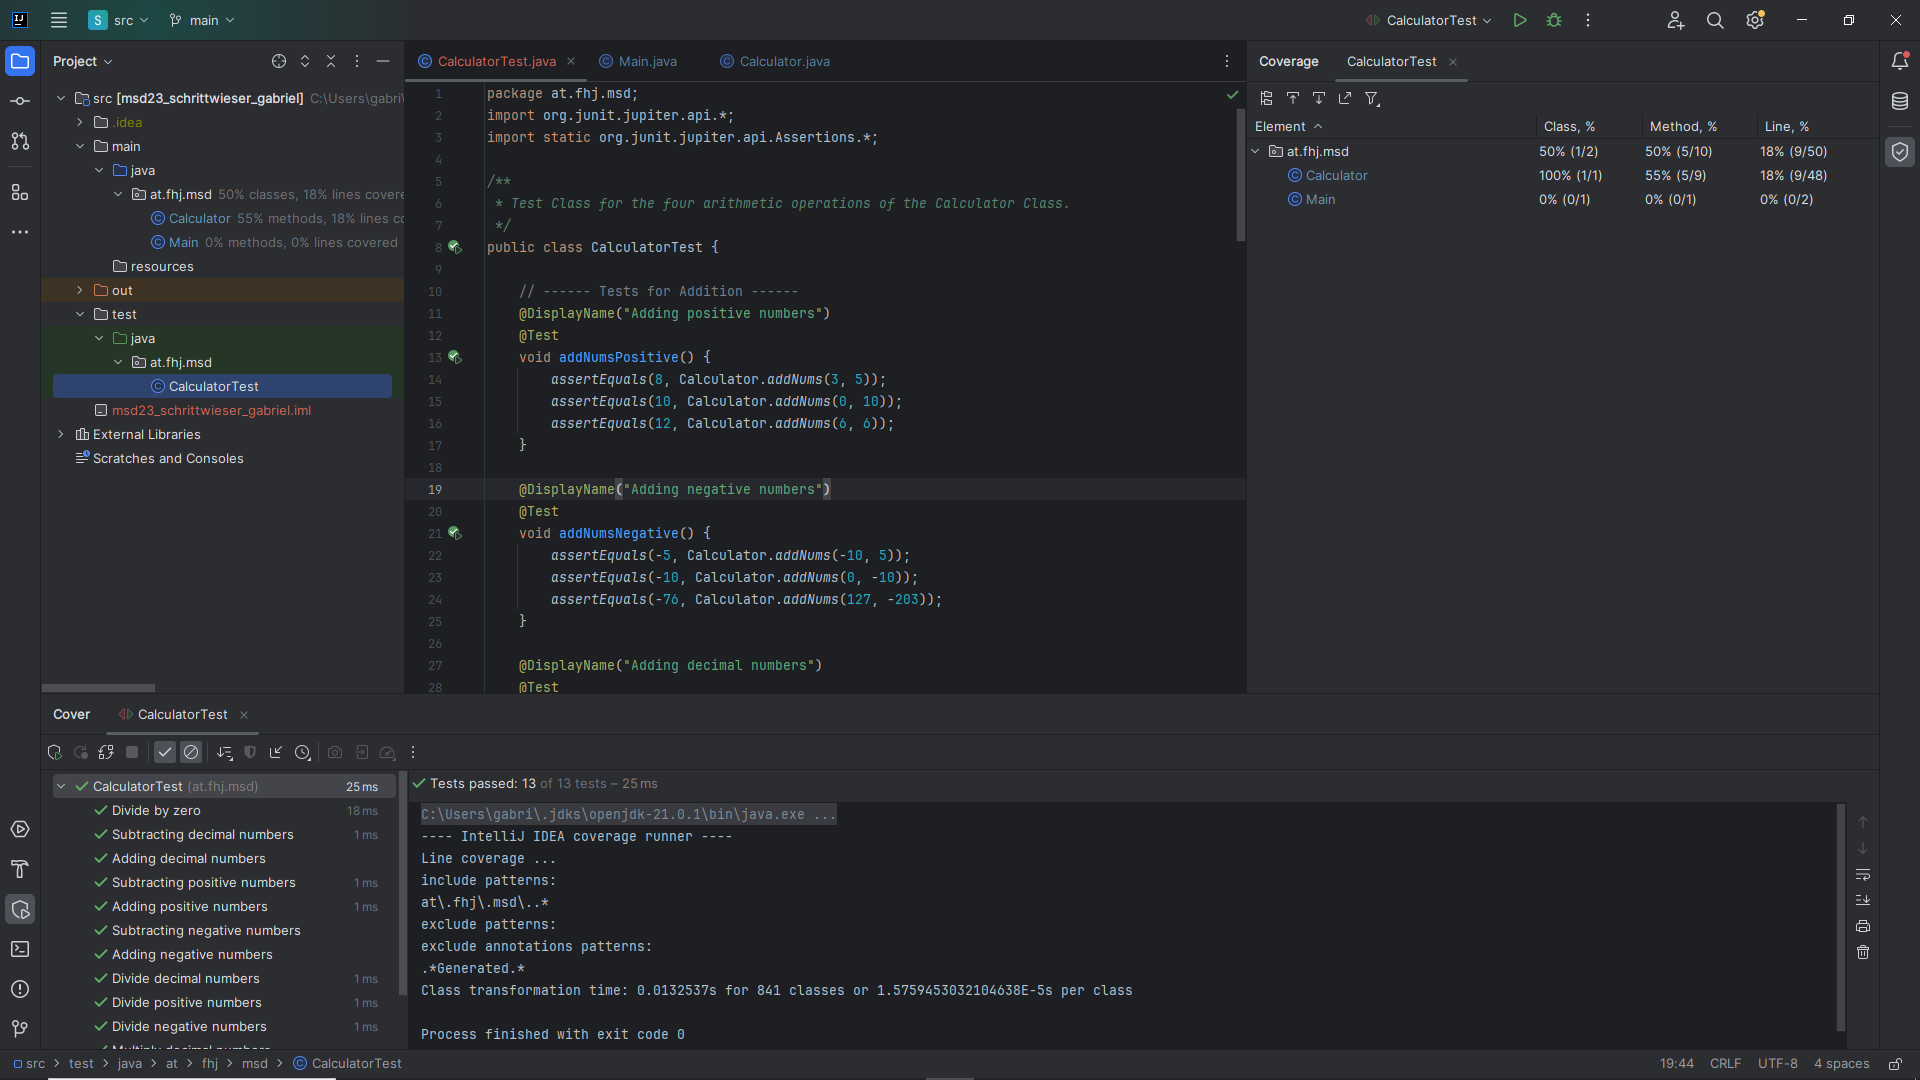 src
main
CalculatorTest
Project
src [msd23_schrittwieser_gabriel] C:\Users\gabri\
.idea
main
java
at.fhj.msd 50% classes, 18% lines covere
Calculator 55% methods, 18% lines co
Main 0% methods, 0% lines covered
resources
out
test
java
at.fhj.msd
CalculatorTest
msd23_schrittwieser_gabriel.iml
External Libraries
Scratches and Consoles
CalculatorTest.java
Main.java
Calculator.java
1 package at.fhj.msd;
2 import org.junit.jupiter.api.*;
3 import static org.junit.jupiter.api.Assertions.*;
4
5 /**
6 * Test Class for the four arithmetic operations of the Calculator Class.
7 */
8 public class CalculatorTest {
9
10 // ------ Tests for Addition ------
11 @DisplayName("Adding positive numbers")
12 @Test
13 void addNumsPositive() {
14 assertEquals(8, Calculator.addNums(3, 5));
15 assertEquals(10, Calculator.addNums(0, 10));
16 assertEquals(12, Calculator.addNums(6, 6));
17 }
18
19 @DisplayName("Adding negative numbers")
20 @Test
21 void addNumsNegative() {
22 assertEquals(-5, Calculator.addNums(-10, 5));
23 assertEquals(-10, Calculator.addNums(0, -10));
24 assertEquals(-76, Calculator.addNums(127, -203));
25 }
26
27 @DisplayName("Adding decimal numbers")
28 @Test
Coverage CalculatorTest
Element Class, % Method, % Line, %
at.fhj.msd 50% (1/2) 50% (5/10) 18% (9/50)
Calculator 100% (1/1) 55% (5/9) 18% (9/48)
Main 0% (0/1) 0% (0/1) 0% (0/2)
Cover CalculatorTest
CalculatorTest (at.fhj.msd) 25 ms
Divide by zero 18 ms
Subtracting decimal numbers 1 ms
Adding decimal numbers
Subtracting positive numbers 1 ms
Adding positive numbers 1 ms
Subtracting negative numbers
Adding negative numbers
Divide decimal numbers 1 ms
Divide positive numbers 1 ms
Divide negative numbers 1 ms
Multiply decimal numbers
Tests passed: 13 of 13 tests – 25 ms
C:\Users\gabri\.jdks\openjdk-21.0.1\bin\java.exe ...
---- IntelliJ IDEA coverage runner ----
Line coverage ...
include patterns:
at\.fhj\.msd\..*
exclude patterns:
exclude annotations patterns:
.*Generated.*
Class transformation time: 0.0132537s for 841 classes or 1.5759453032104638E-5s per class
Process finished with exit code 0
src > test > java > at > fhj > msd > CalculatorTest
19:44 CRLF UTF-8 4 spaces